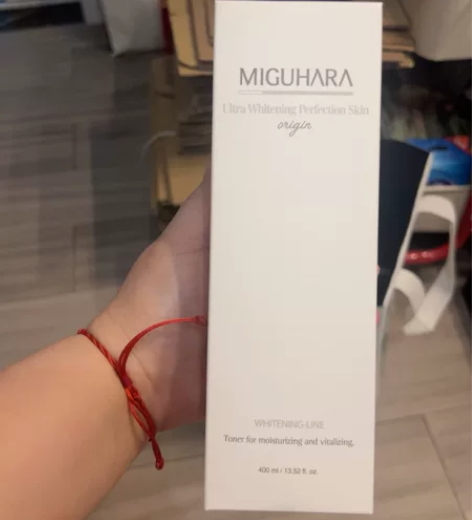 MIGUHARA
Ultra Whitening Perfection Skin
origin
WHITENING-LINE
Toner for moisturizing and vitalizing.
400 ml / 13.52 fl. oz.